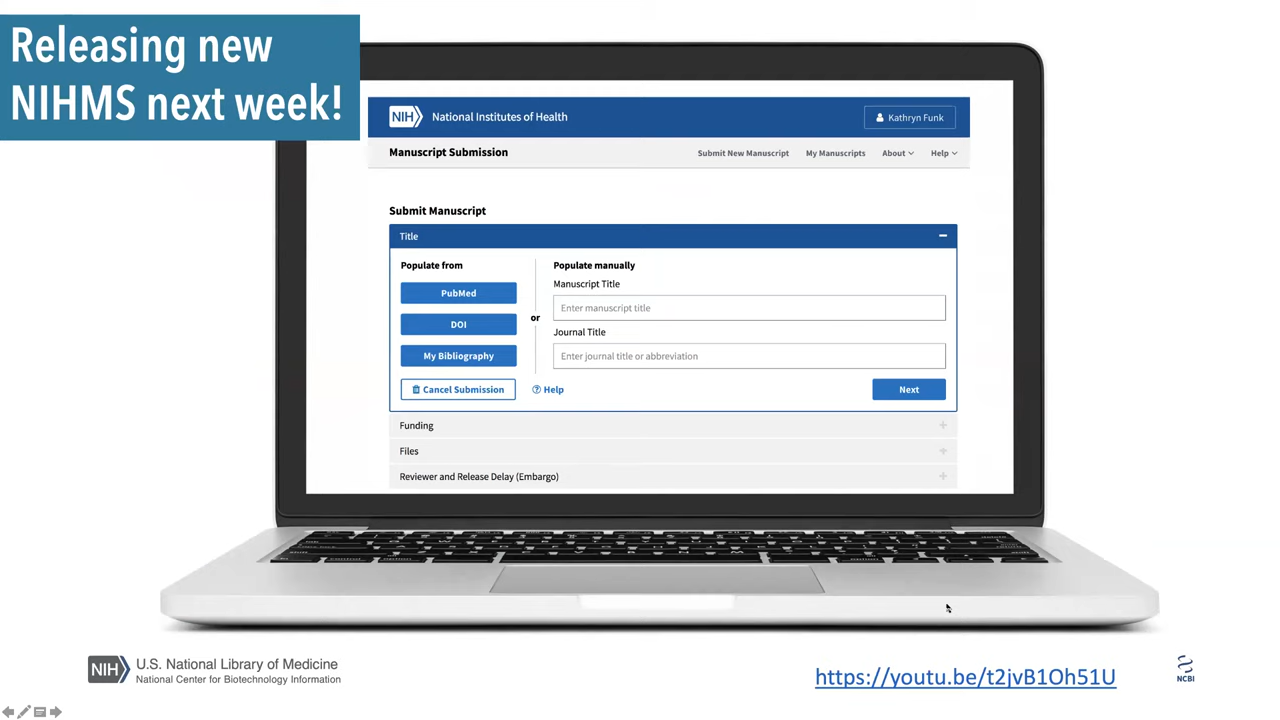 Releasing new
NIHMS next week!
NIH National Institutes of Health
Kathryn Funk
Manuscript Submission
Submit New Manuscript
My Manuscripts
About
Help
Submit Manuscript
Title
Populate from
PubMed
DOI
My Bibliography
Cancel Submission
Help
or
Populate manually
Manuscript Title
Enter manuscript title
Journal Title
Enter journal title or abbreviation
Next
Funding
Files
Reviewer and Release Delay (Embargo)
NIH U.S. National Library of Medicine
National Center for Biotechnology Information
https://youtu.be/t2jvB1Oh51U
NCBI